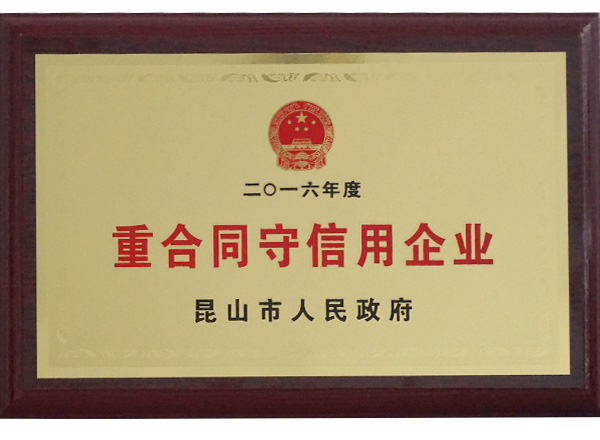 二〇一六年度
重合同守信用企业
昆山市人民政府